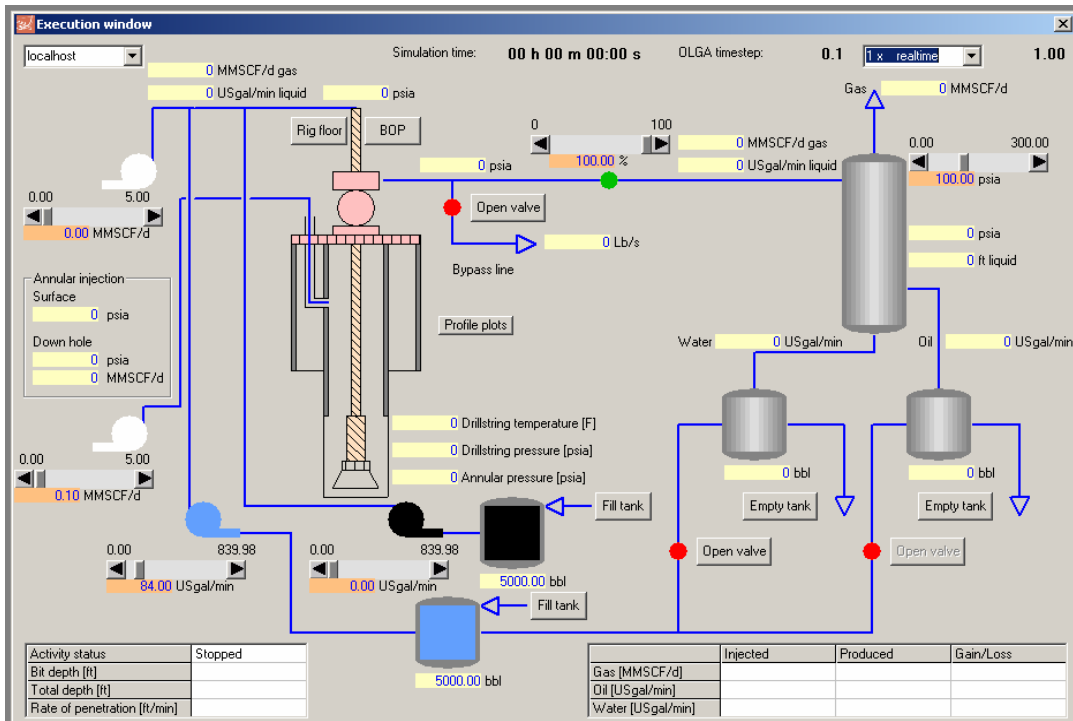 Execution window
localhost
Simulation time: 00 h 00 m 00:00 s OLGA timestep: 0.1 1 x realtime 1.00
0 MMSCF/d gas
0 USgal/min liquid 0 psia
Gas 0 MMSCF/d
Rig floor BOP
0 100
100.00 %
0 MMSCF/d gas
0 USgal/min liquid
0 psia
0.00 300.00
100.00 psia
0.00 5.00
0.00 MMSCF/d
Open valve
0 Lb/s
Bypass line
0 psia
0 ft liquid
Annular injection
Surface
0 psia
Down hole
0 psia
0 MMSCF/d
Profile plots
Water 0 USgal/min Oil 0 USgal/min
0.00 5.00
0.10 MMSCF/d
0 Drillstring temperature [F]
0 Drillstring pressure [psia]
0 Annular pressure [psia]
0 bbl 0 bbl
Fill tank
Empty tank Empty tank
0.00 839.98 0.00 839.98
84.00 USgal/min 0.00 USgal/min
5000.00 bbl
Open valve Open valve
Fill tank
5000.00 bbl
Activity status Stopped
Bit depth [ft]
Total depth [ft]
Rate of penetration [ft/min]
Injected Produced Gain/Loss
Gas [MMSCF/d]
Oil [USgal/min]
Water [USgal/min]